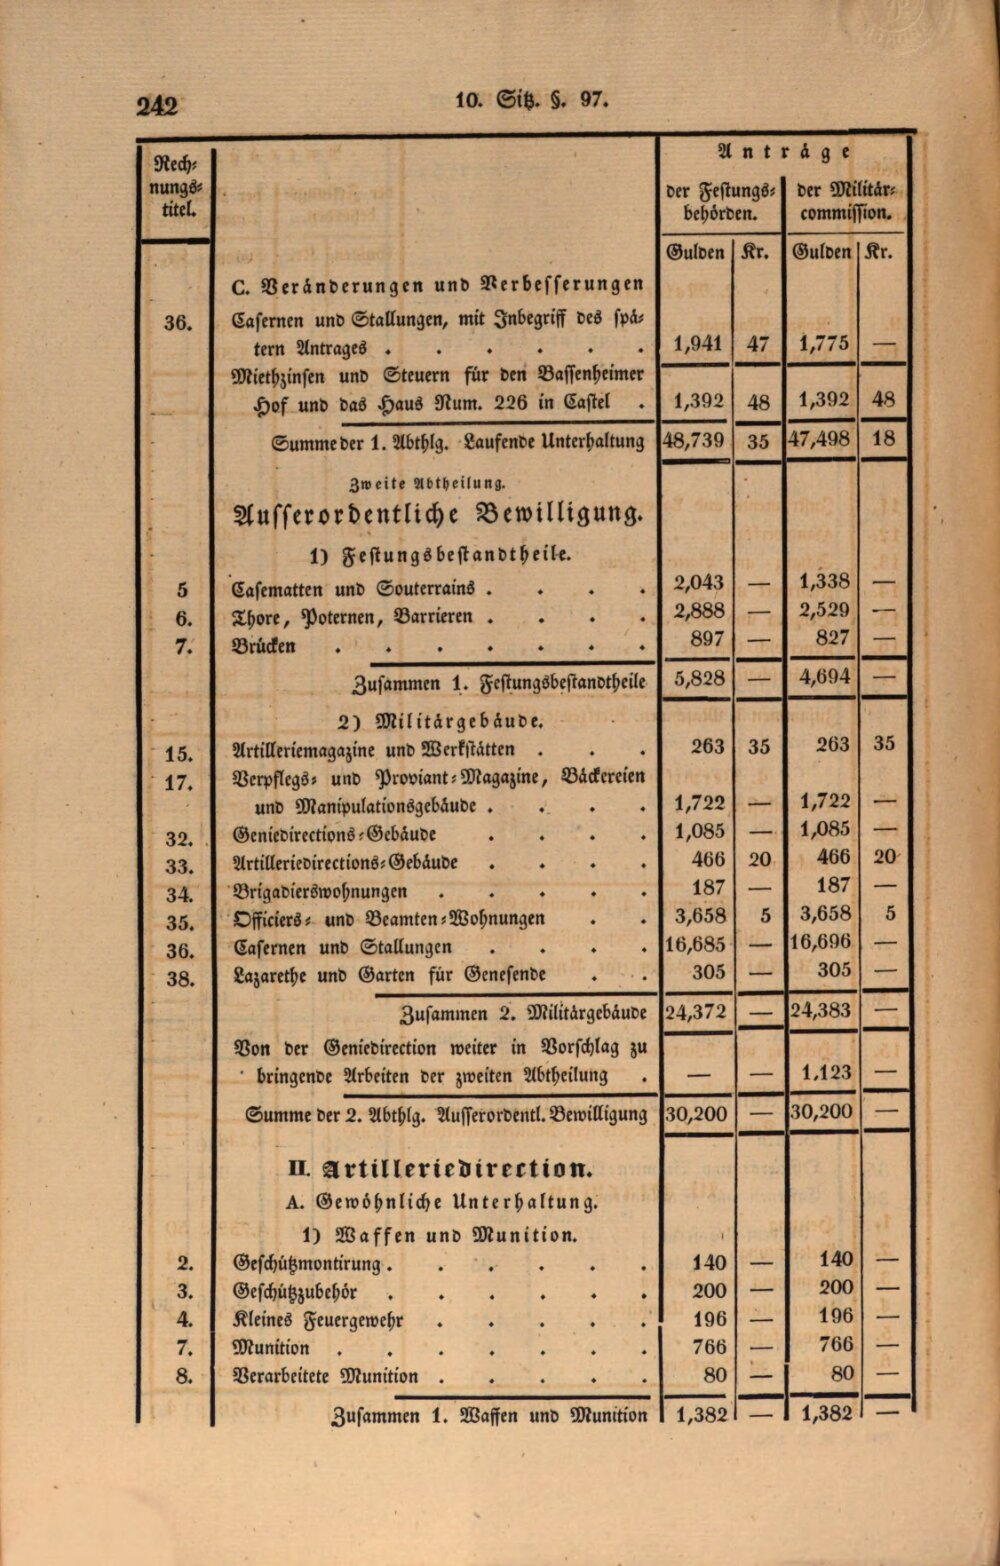 242
10. Sitz. §. 97.
Rech-
nungs-
titel.
Anträge
der Festungs-
behörden.
der Militär-
commission.
Gulden Kr. Gulden Kr.
C. Veränderungen und Verbesserungen
36. Casernen und Stallungen, mit Inbegriff des spä-
tern Antrages . . . . . . 1,941 47 1,775 —
Miethzinsen und Steuern für den Bassenheimer
Hof und das Haus Num. 226 in Castel . 1,392 48 1,392 48
Summe der 1. Abthlg. Laufende Unterhaltung 48,739 35 47,498 18
Zweite Abtheilung.
Ausserordentliche Bewilligung.
1) Festungsbestandtheile.
5 Casematten und Souterrains . . . . 2,043 — 1,338 —
6. Thore, Poternen, Barrieren . . . . 2,888 — 2,529 —
7. Brücken . . . . . . . 897 — 827 —
Zusammen 1. Festungsbestandtheile 5,828 — 4,694 —
2) Militärgebäude.
15. Artilleriemagazine und Werkstätten . . . 263 35 263 35
17. Verpflegs- und Proviant-Magazine, Bäckereien
und Manipulationsgebäude . . . . 1,722 — 1,722 —
32. Geniedirections-Gebäude . . . . 1,085 — 1,085 —
33. Artilleriedirections-Gebäude . . . . 466 20 466 20
34. Brigadierswohnungen . . . . . 187 — 187 —
35. Officiers- und Beamten-Wohnungen . . 3,658 5 3,658 5
36. Casernen und Stallungen . . . . 16,685 — 16,696 —
38. Lazarethe und Garten für Genesende . . 305 — 305 —
Zusammen 2. Militärgebäude 24,372 — 24,383 —
Von der Geniedirection weiter in Vorschlag zu
bringende Arbeiten der zweiten Abtheilung . — — 1,123 —
Summe der 2. Abthlg. Ausserordentl. Bewilligung 30,200 — 30,200 —
II. Artilleriedirection.
A. Gewöhnliche Unterhaltung.
1) Waffen und Munition.
2. Geschützmontirung . . . . . . 140 — 140 —
3. Geschützzubehör . . . . . . 200 — 200 —
4. Kleines Feuergewehr . . . . . 196 — 196 —
7. Munition . . . . . . . 766 — 766 —
8. Verarbeitete Munition . . . . . 80 — 80 —
Zusammen 1. Waffen und Munition 1,382 — 1,382 —